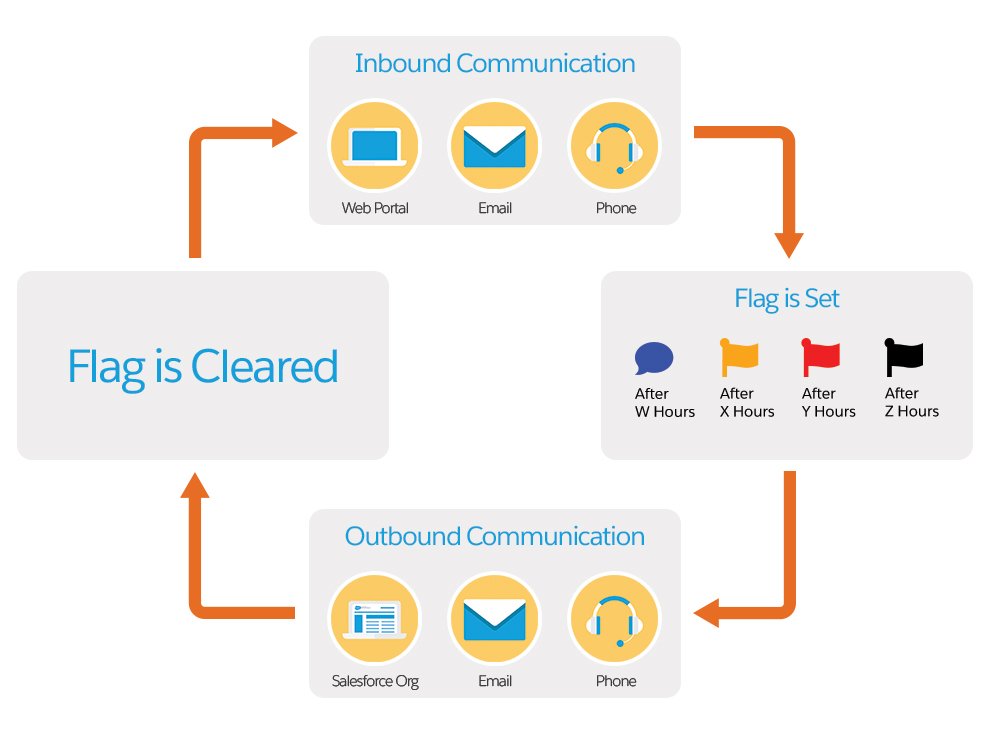 Inbound Communication
Web Portal
Email
Phone
Flag is Set
After
W Hours
After
X Hours
After
Y Hours
After
Z Hours
Flag is Cleared
Outbound Communication
Salesforce Org
Email
Phone